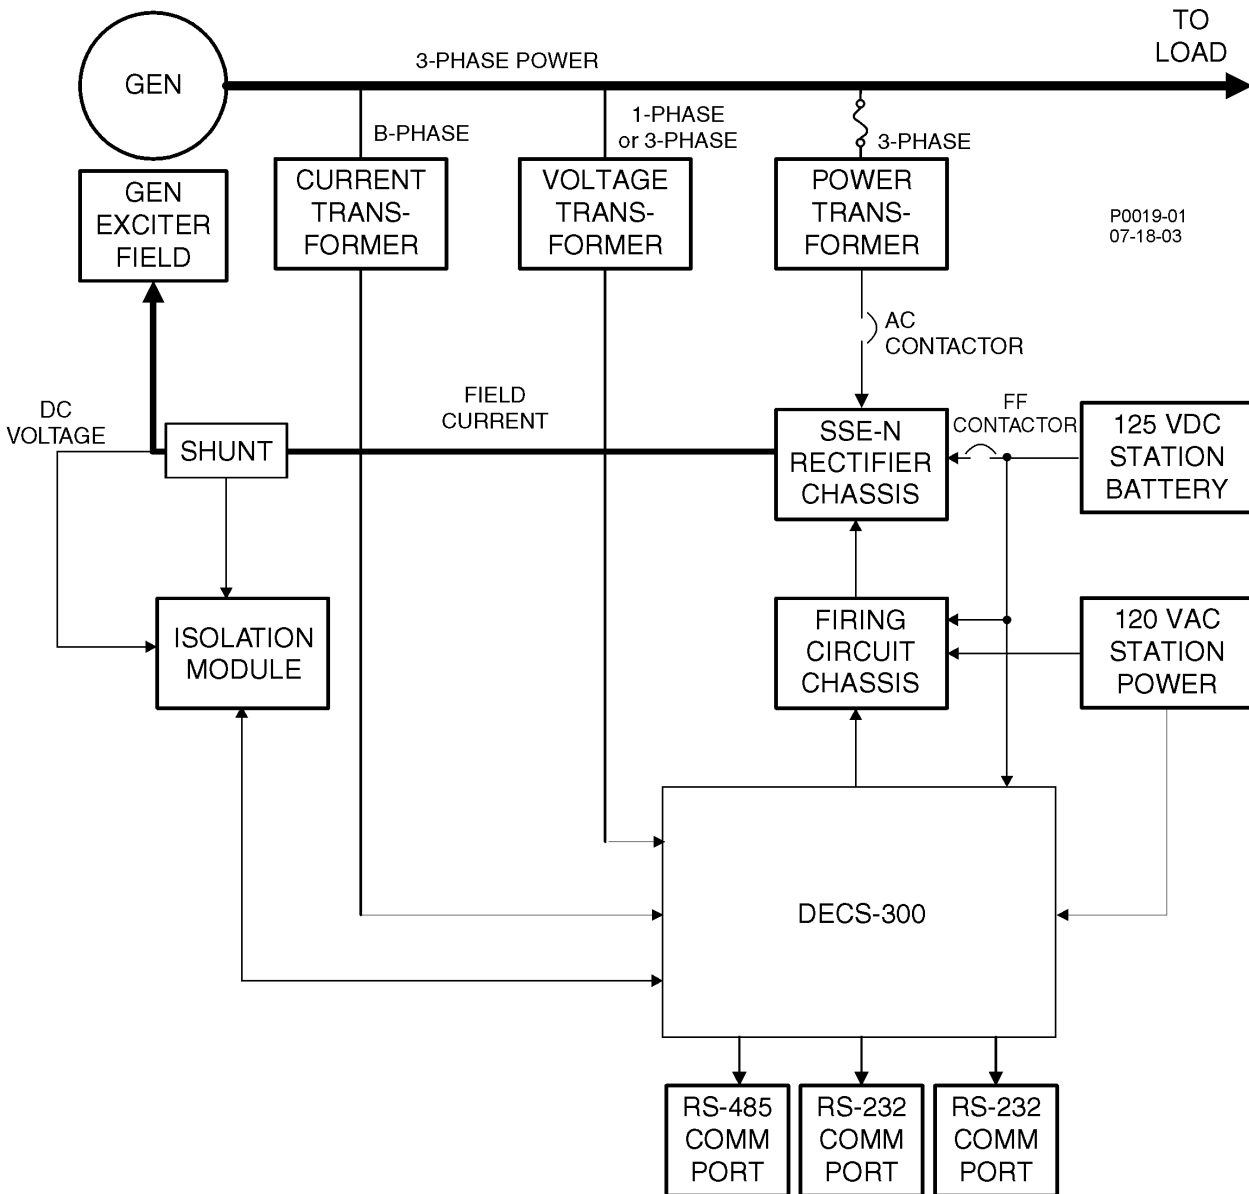 TO
LOAD
3-PHASE POWER
GEN
B-PHASE
1-PHASE
or 3-PHASE
3-PHASE
GEN
EXCITER
FIELD
CURRENT
TRANS-
FORMER
VOLTAGE
TRANS-
FORMER
POWER
TRANS-
FORMER
P0019-01
07-18-03
AC
CONTACTOR
DC
VOLTAGE
FIELD
CURRENT
FF
CONTACTOR
SHUNT
SSE-N
RECTIFIER
CHASSIS
125 VDC
STATION
BATTERY
ISOLATION
MODULE
FIRING
CIRCUIT
CHASSIS
120 VAC
STATION
POWER
DECS-300
RS-485
COMM
PORT
RS-232
COMM
PORT
RS-232
COMM
PORT